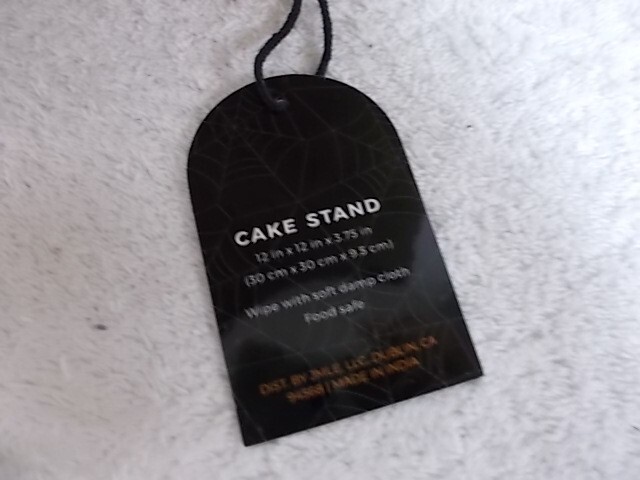 CAKE STAND
12 in x 12 in x 3.75 in
(30 cm x 30 cm x 9.5 cm)
Wipe with soft damp cloth
Food safe
DIST. BY JMLE, LLC, DUBLIN, CA
94568 | MADE IN INDIA